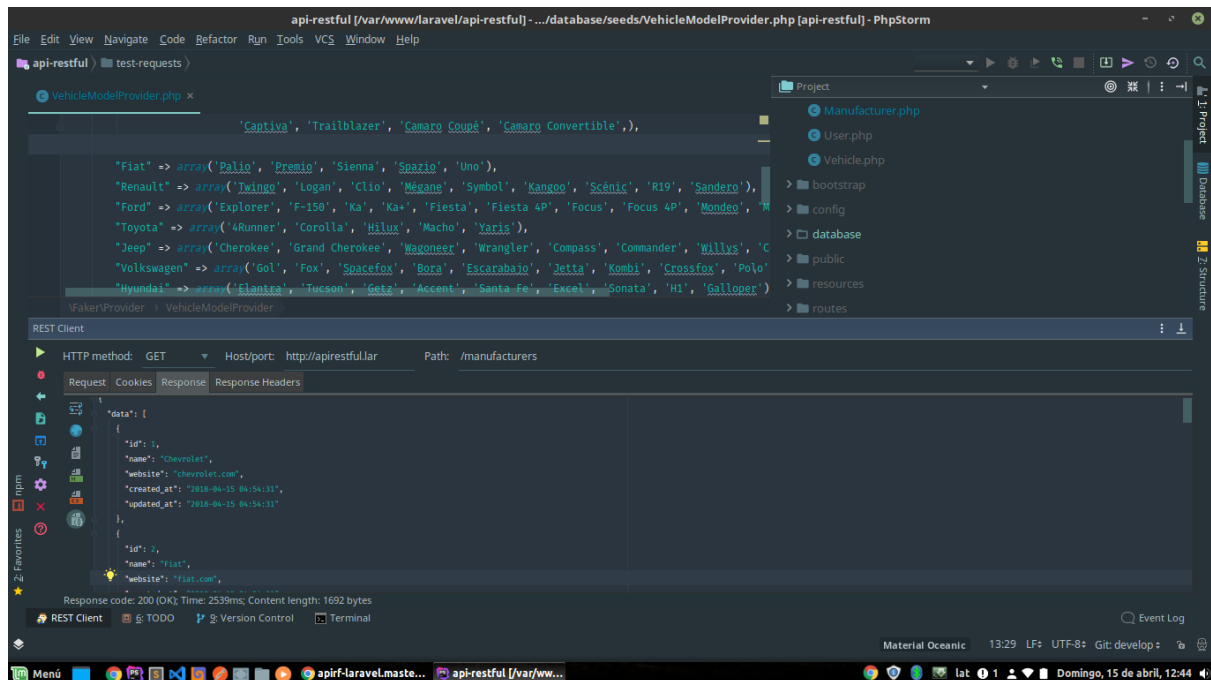 api-restful [/var/www/laravel/api-restful] - .../database/seeds/VehicleModelProvider.php [api-restful] - PhpStorm
File Edit View Navigate Code Refactor Run Tools VCS Window Help
api-restful test-requests
VehicleModelProvider.php
'Captiva', 'Trailblazer', 'Camaro Coupé', 'Camaro Convertible',),
"Fiat" => array('Palio', 'Premio', 'Sienna', 'Spazio', 'Uno'),
"Renault" => array('Twingo', 'Logan', 'Clio', 'Mégane', 'Symbol', 'Kangoo', 'Scénic', 'R19', 'Sandero'),
"Ford" => array('Explorer', 'F-150', 'Ka', 'Ka+', 'Fiesta', 'Fiesta 4P', 'Focus', 'Focus 4P', 'Mondeo', 'M
"Toyota" => array('4Runner', 'Corolla', 'Hilux', 'Macho', 'Yaris'),
"Jeep" => array('Cherokee', 'Grand Cherokee', 'Wagoneer', 'Wrangler', 'Compass', 'Commander', 'Willys', 'C
"Volkswagen" => array('Gol', 'Fox', 'Spacefox', 'Bora', 'Escarabajo', 'Jetta', 'Kombi', 'Crossfox', 'Polo'
"Hyundai" => array('Elantra', 'Tucson', 'Getz', 'Accent', 'Santa Fe', 'Excel', 'Sonata', 'H1', 'Galloper')
\Faker\Provider › VehicleModelProvider
Project
Manufacturer.php
User.php
Vehicle.php
bootstrap
config
database
public
resources
routes
1: Project
Database
Z: Structure
REST Client
HTTP method: GET Host/port: http://apirestful.lar Path: /manufacturers
Request Cookies Response Response Headers
{
"data": [
{
"id": 1,
"name": "Chevrolet",
"website": "chevrolet.com",
"created_at": "2018-04-15 04:54:31",
"updated_at": "2018-04-15 04:54:31"
},
{
"id": 2,
"name": "Fiat",
"website": "fiat.com",
npm
2: Favorites
Response code: 200 (OK); Time: 2539ms; Content length: 1692 bytes
REST Client 6: TODO 9: Version Control Terminal Event Log
Material Oceanic 13:29 LF÷ UTF-8÷ Git: develop÷
Menú apirf-laravel.maste... api-restful [/var/ww... lat 1 Domingo, 15 de abril, 12:44